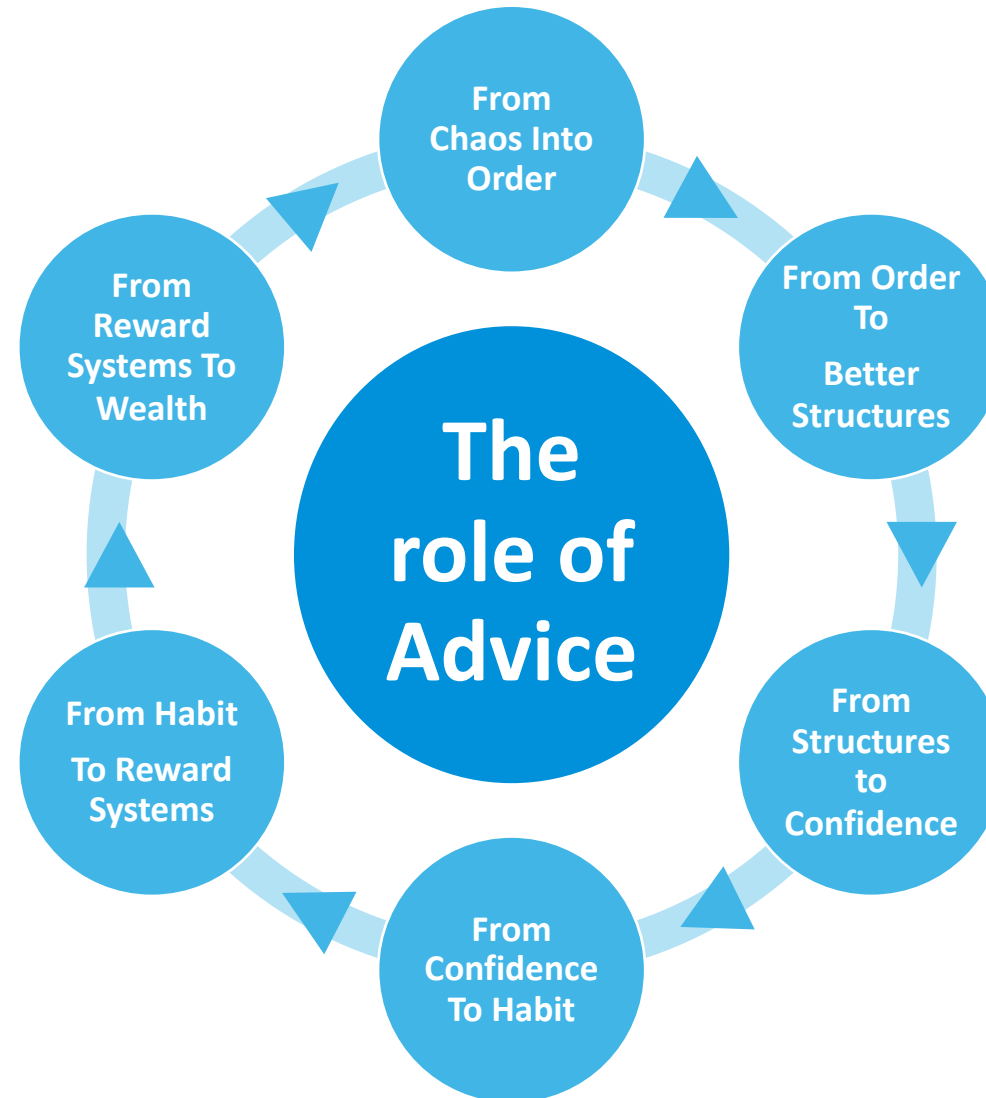 From
Chaos Into
Order
From Order
To
Better
Structures
From
Structures
to
Confidence
From
Confidence
To Habit
From Habit
To Reward
Systems
From
Reward
Systems To
Wealth
The
role of
Advice